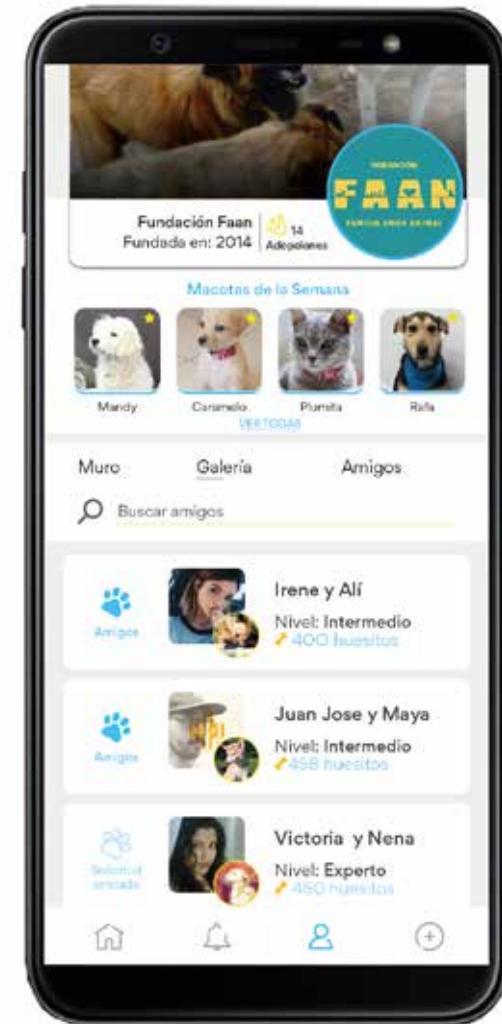 FUNDACIÓN
FAAN
FAMILIA AMOR ANIMAL
Fundación Faan
Fundada en: 2014
14
Adopciones
Macotas de la Semana
Mandy
Caramelo
Plumita
Rafa
VER TODAS
Muro
Galería
Amigos
Buscar amigos
Irene y Alí
Amigos
Nivel: Intermedio
400 huesitos
Juan Jose y Maya
Amigos
Nivel: Intermedio
458 huesitos
Victoria y Nena
Solicitud
enviada
Nivel: Experto
450 huesitos